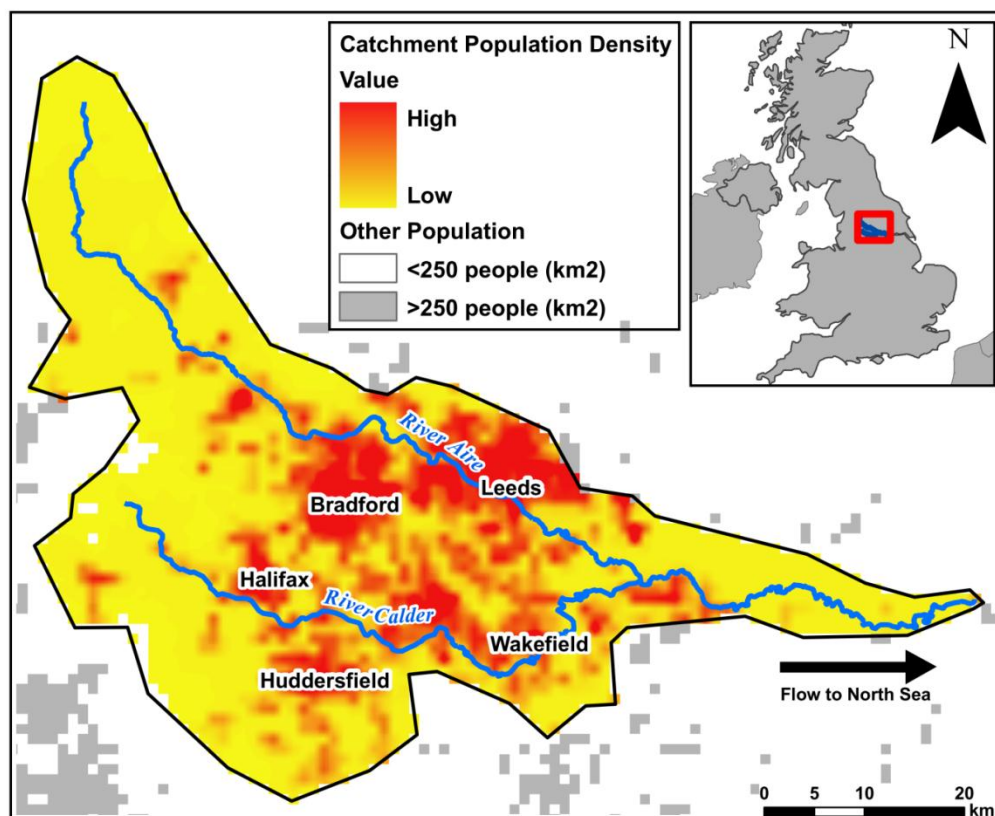 Catchment Population Density
Value
High
Low
Other Population
<250 people (km2)
>250 people (km2)
N
River Aire
Leeds
Bradford
Halifax
River Calder
Wakefield
Huddersfield
Flow to North Sea
0 5 10 20
km